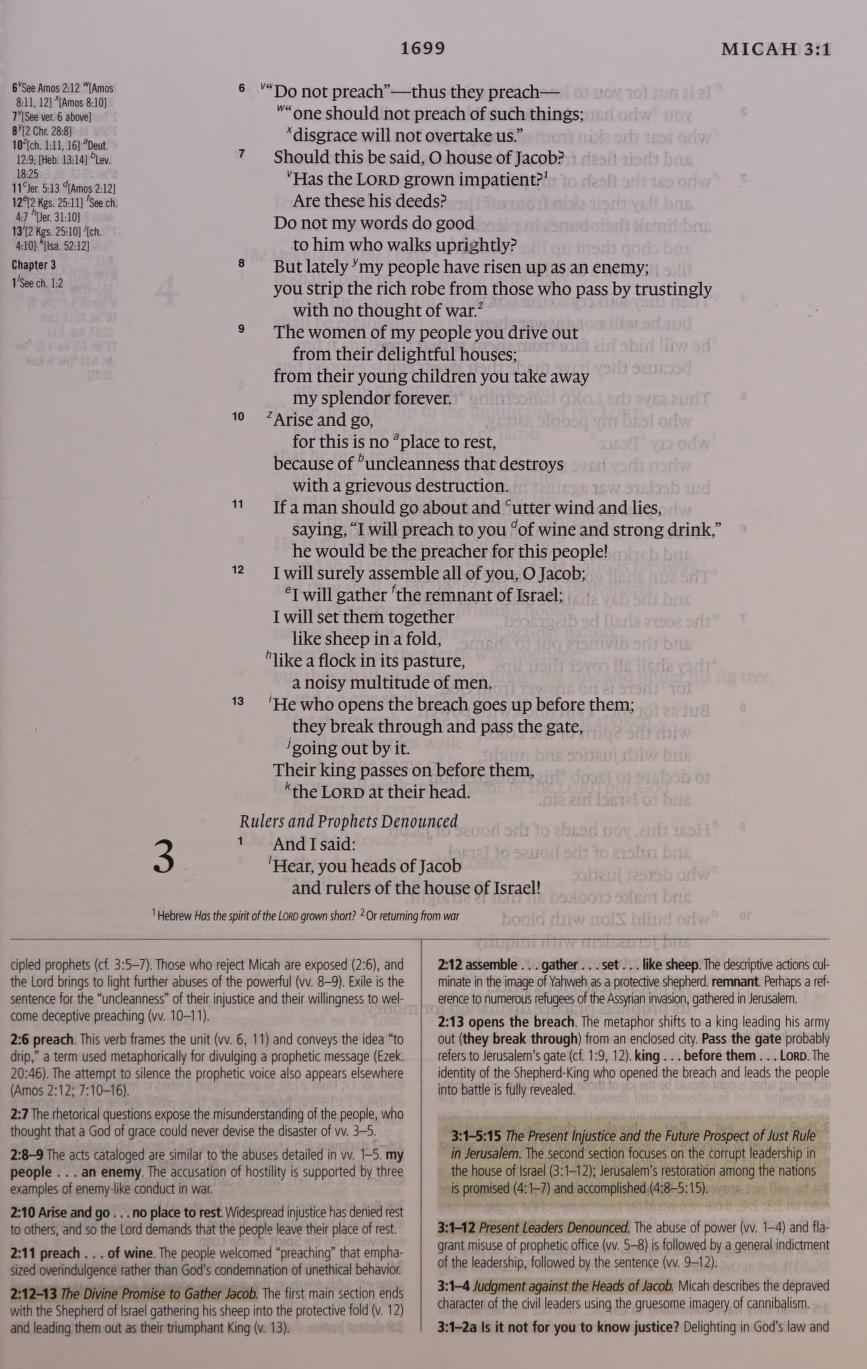 1699
MICAH 3:1
6 ᵛSee Amos 2:12 ʷ[Amos
8:11, 12] ˣ[Amos 8:10]
7 ᵛ[See ver. 6 above]
8 ʸ[2 Chr. 28:8]
10 ᶻ[ch. 1:11, 16] ᵃDeut.
12:9; [Heb. 13:14] ᵇLev.
18:25
11 ᶜJer. 5:13 ᵈ[Amos 2:12]
12 ᵉ[2 Kgs. 25:11] ᶠSee ch.
4:7 ʰ[Jer. 31:10]
13 ⁱ[2 Kgs. 25:10] ʲ[ch.
4:10] ᵏ[Isa. 52:12]
Chapter 3
1 ˡSee ch. 1:2
6 ᵛ“Do not preach”—thus they preach—
ʷ“one should not preach of such things;
ˣdisgrace will not overtake us.”
7 Should this be said, O house of Jacob?
ᵛHas the LORD grown impatient?¹
Are these his deeds?
Do not my words do good
to him who walks uprightly?
8 But lately ʸmy people have risen up as an enemy;
you strip the rich robe from those who pass by trustingly
with no thought of war.²
9 The women of my people you drive out
from their delightful houses;
from their young children you take away
my splendor forever.
10 ᶻArise and go,
for this is no ᵃplace to rest,
because of ᵇuncleanness that destroys
with a grievous destruction.
11 If a man should go about and ᶜutter wind and lies,
saying, “I will preach to you ᵈof wine and strong drink,”
he would be the preacher for this people!
12 I will surely assemble all of you, O Jacob;
ᵉI will gather ᶠthe remnant of Israel;
I will set them together
like sheep in a fold,
ʰlike a flock in its pasture,
a noisy multitude of men.
13 ⁱHe who opens the breach goes up before them;
they break through and pass the gate,
ʲgoing out by it.
Their king passes on before them,
ᵏthe LORD at their head.
Rulers and Prophets Denounced
3
1 And I said:
ˡHear, you heads of Jacob
and rulers of the house of Israel!
¹ Hebrew Has the spirit of the LORD grown short? ² Or returning from war
cipled prophets (cf. 3:5–7). Those who reject Micah are exposed (2:6), and
the Lord brings to light further abuses of the powerful (vv. 8–9). Exile is the
sentence for the “uncleanness” of their injustice and their willingness to wel-
come deceptive preaching (vv. 10–11).
2:6 preach. This verb frames the unit (vv. 6, 11) and conveys the idea “to
drip,” a term used metaphorically for divulging a prophetic message (Ezek.
20:46). The attempt to silence the prophetic voice also appears elsewhere
(Amos 2:12; 7:10–16).
2:7 The rhetorical questions expose the misunderstanding of the people, who
thought that a God of grace could never devise the disaster of vv. 3–5.
2:8–9 The acts cataloged are similar to the abuses detailed in vv. 1–5. my
people . . . an enemy. The accusation of hostility is supported by three
examples of enemy-like conduct in war.
2:10 Arise and go . . . no place to rest. Widespread injustice has denied rest
to others, and so the Lord demands that the people leave their place of rest.
2:11 preach . . . of wine. The people welcomed “preaching” that empha-
sized overindulgence rather than God’s condemnation of unethical behavior.
2:12–13 The Divine Promise to Gather Jacob. The first main section ends
with the Shepherd of Israel gathering his sheep into the protective fold (v. 12)
and leading them out as their triumphant King (v. 13).
2:12 assemble . . . gather . . . set . . . like sheep. The descriptive actions cul-
minate in the image of Yahweh as a protective shepherd. remnant. Perhaps a ref-
erence to numerous refugees of the Assyrian invasion, gathered in Jerusalem.
2:13 opens the breach. The metaphor shifts to a king leading his army
out (they break through) from an enclosed city. Pass the gate probably
refers to Jerusalem’s gate (cf. 1:9, 12). king . . . before them . . . LORD. The
identity of the Shepherd-King who opened the breach and leads the people
into battle is fully revealed.
3:1–5:15 The Present Injustice and the Future Prospect of Just Rule
in Jerusalem. The second section focuses on the corrupt leadership in
the house of Israel (3:1–12); Jerusalem’s restoration among the nations
is promised (4:1–7) and accomplished (4:8–5:15).
3:1–12 Present Leaders Denounced. The abuse of power (vv. 1–4) and fla-
grant misuse of prophetic office (vv. 5–8) is followed by a general indictment
of the leadership, followed by the sentence (vv. 9–12).
3:1–4 Judgment against the Heads of Jacob. Micah describes the depraved
character of the civil leaders using the gruesome imagery of cannibalism.
3:1–2a Is it not for you to know justice? Delighting in God’s law and